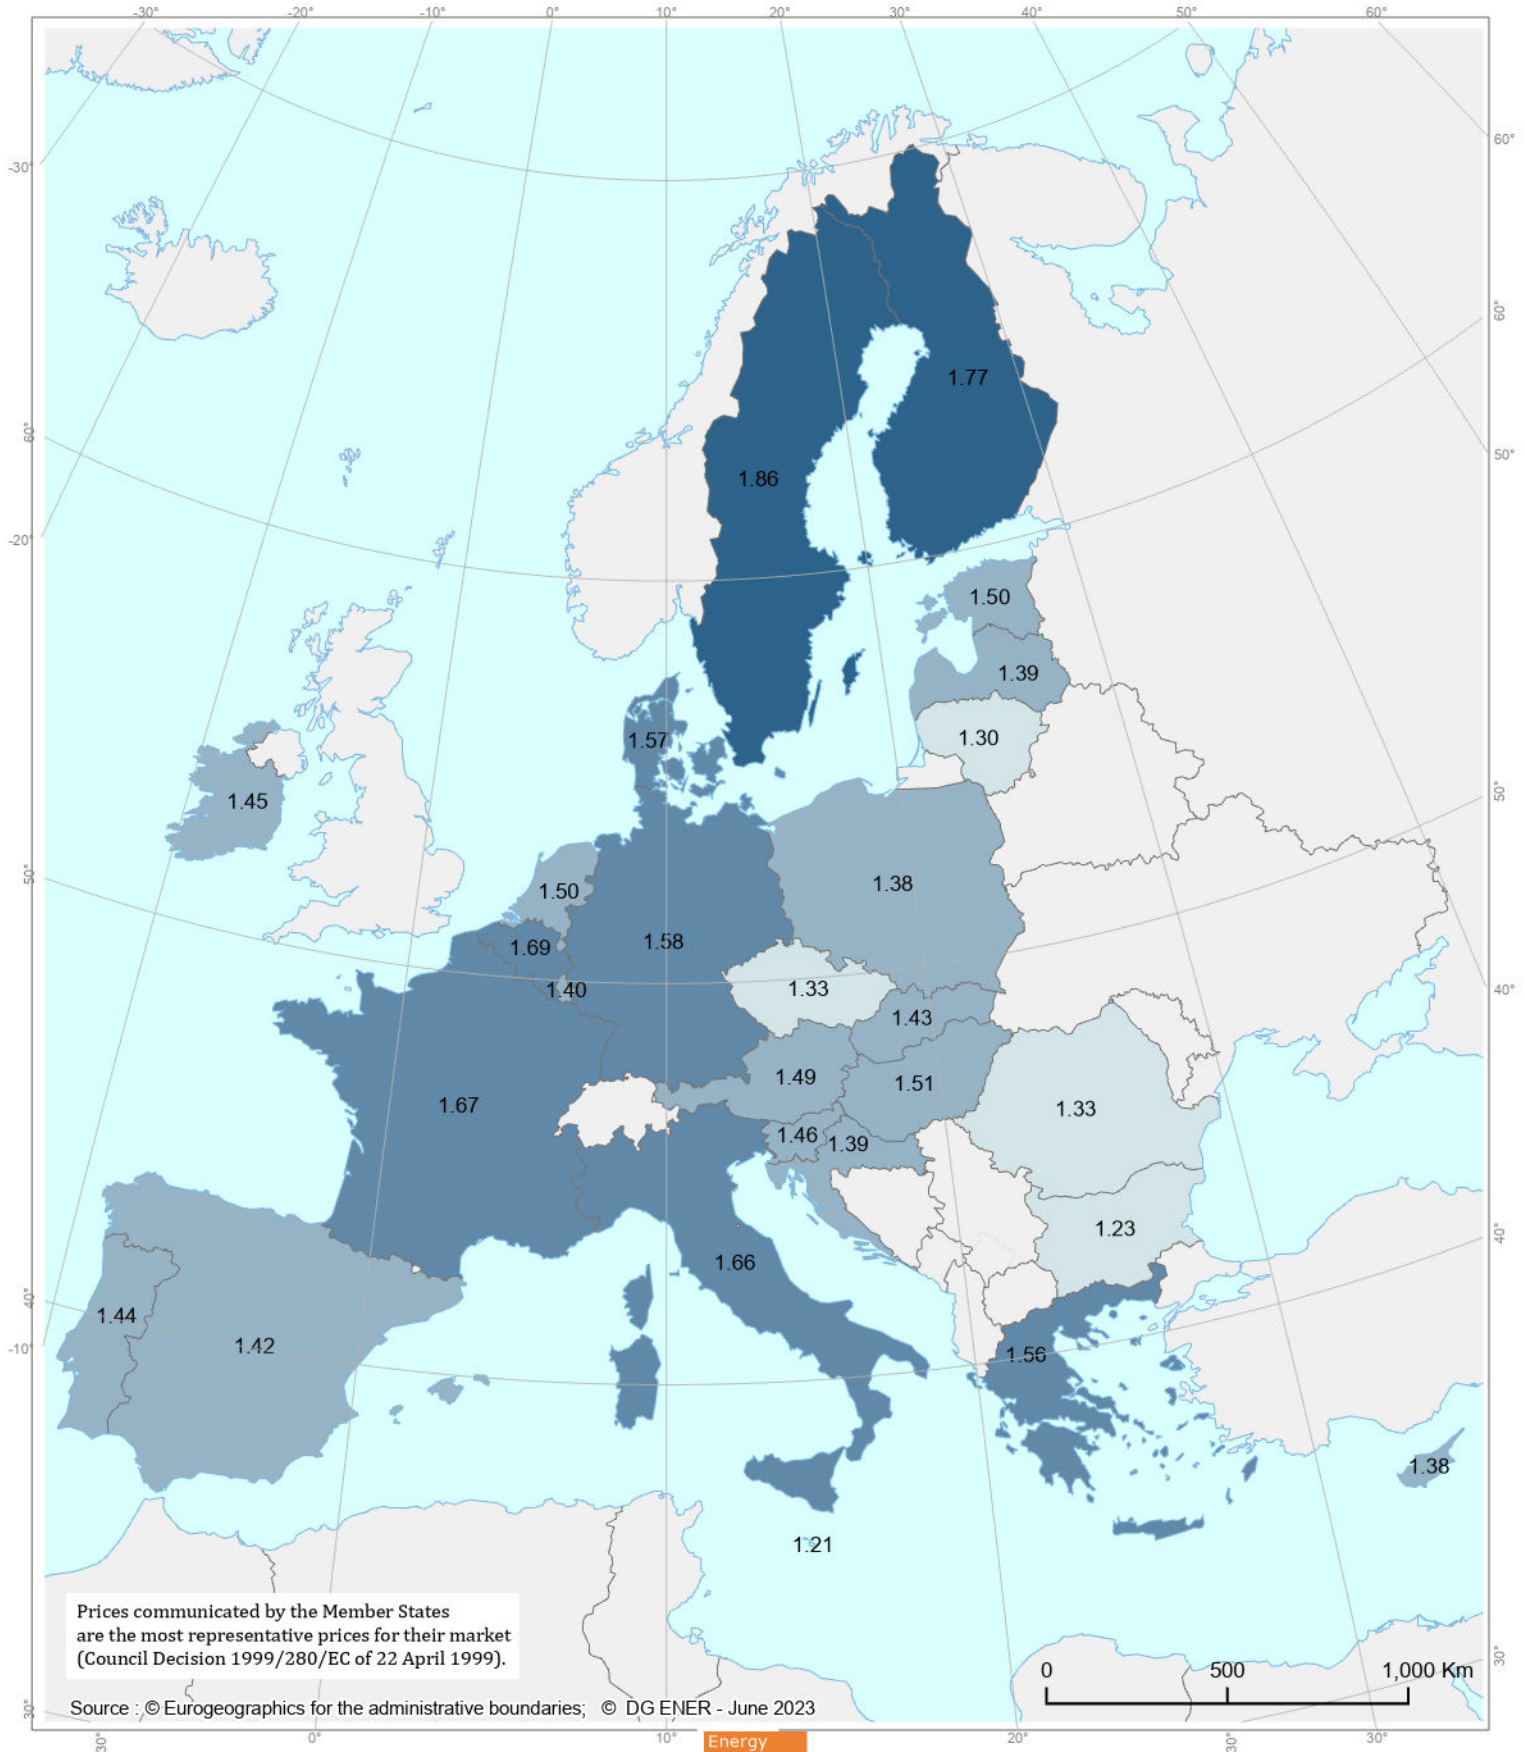 -30° -20° -10° 0° 10° 20° 30° 40° 50° 60°
-30° 60°
60°
1.77
60° 50°
1.86
-20°
1.50
1.39
1.57 1.30
1.45 50°
50° 1.50 1.38
1.69 1.58
1.40 1.33 40°
1.43
1.49 1.51
1.67 1.33
1.46 1.39
1.23 40°
1.66
40° 1.44
-10° 1.42 1.56
1.38
1.21
Prices communicated by the Member States
are the most representative prices for their market
(Council Decision 1999/280/EC of 22 April 1999).
0 500 1,000 Km
30°
Source : © Eurogeographics for the administrative boundaries; © DG ENER - June 2023
30°
30° 0° 10° 20° 30° 30°
Energy